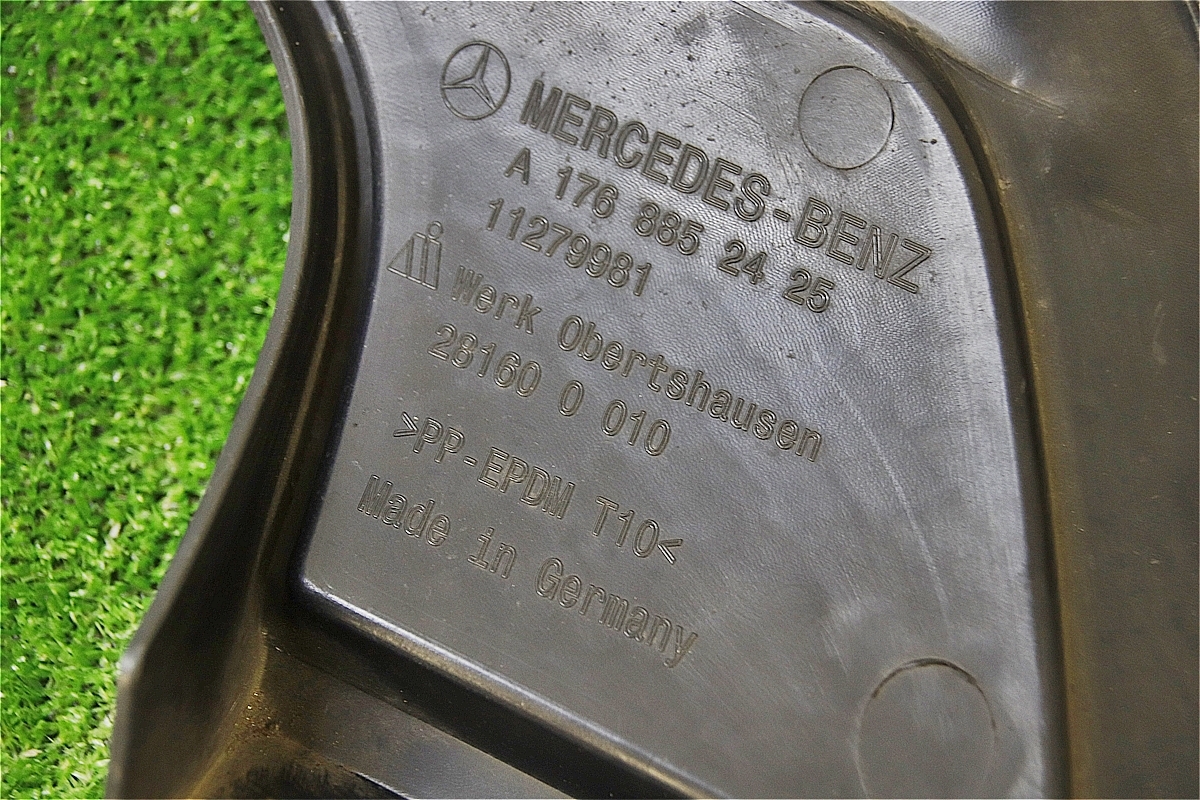 MERCEDES-BENZ
A 176 885 24 25
11279981
Werk Obertshausen
28160 0 010
>PP-EPDM T10<
Made in Germany